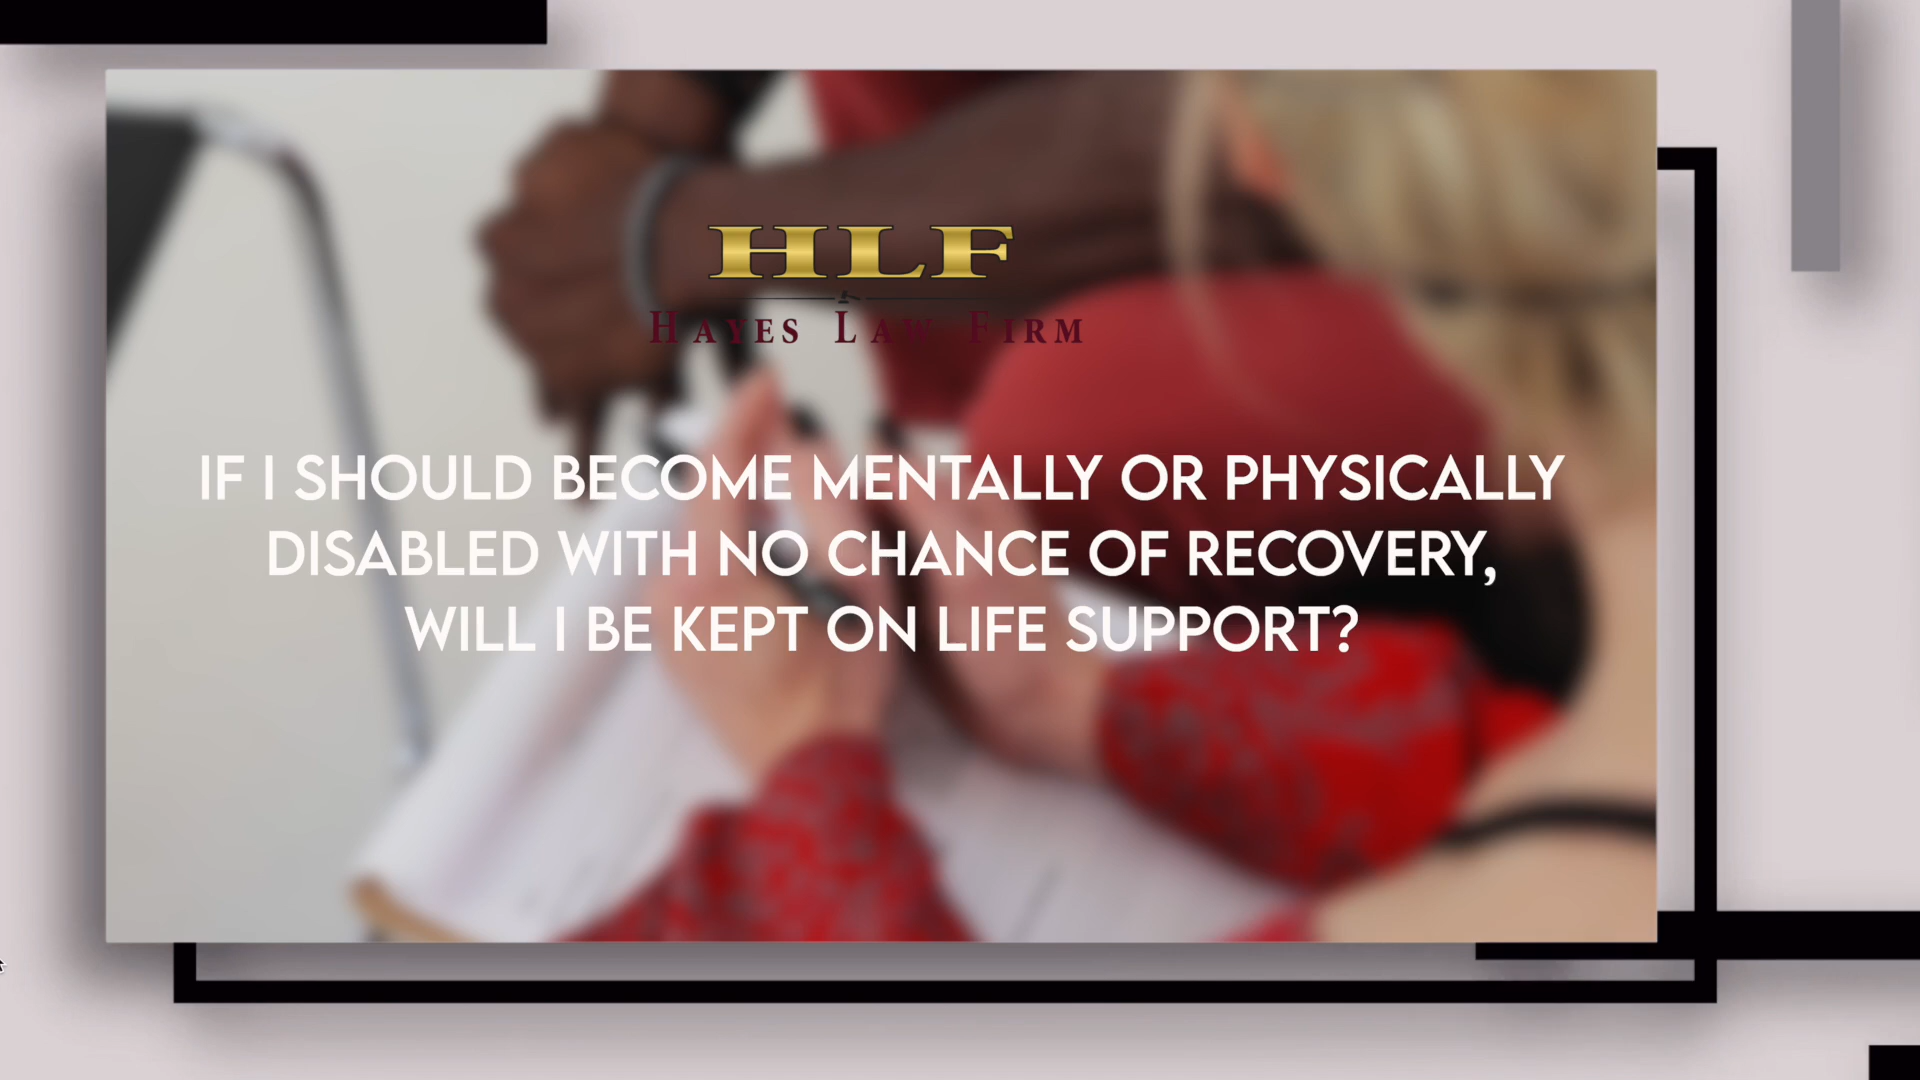 HLF
HAYES LAW FIRM
IF I SHOULD BECOME MENTALLY OR PHYSICALLY
DISABLED WITH NO CHANCE OF RECOVERY,
WILL I BE KEPT ON LIFE SUPPORT?